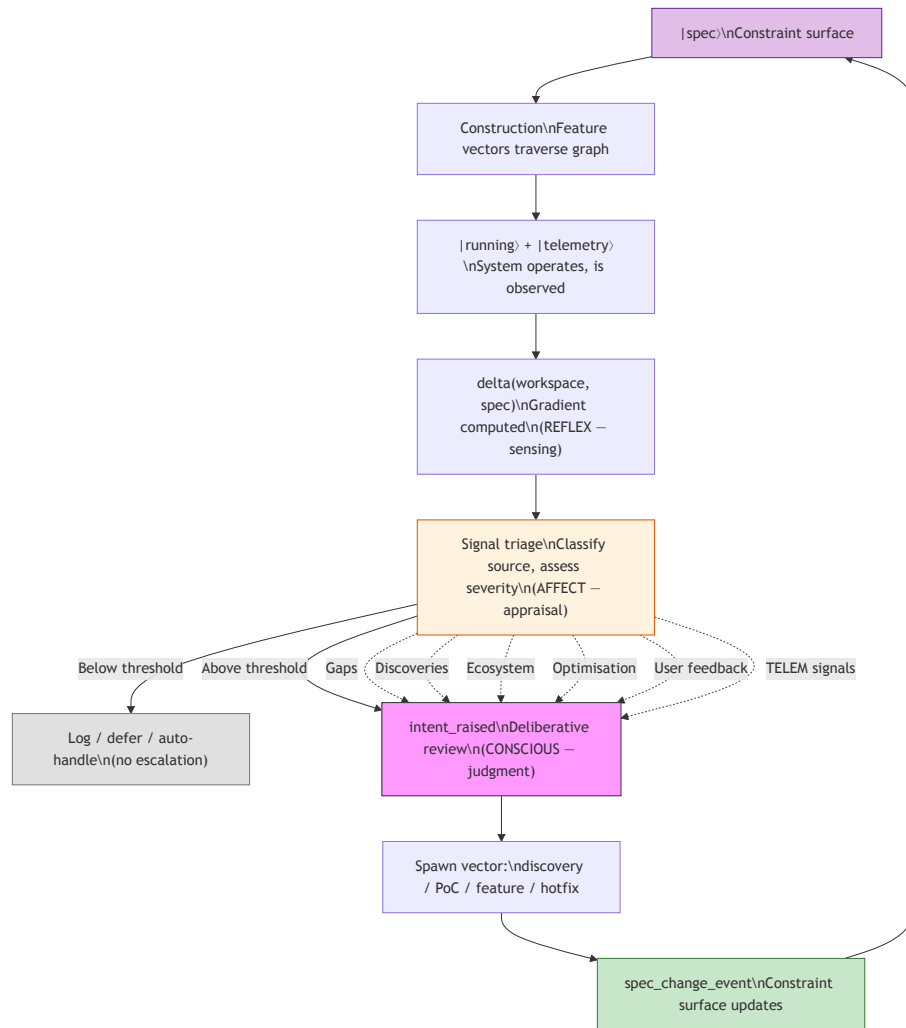 |spec⟩\nConstraint surface
Construction\nFeature
vectors traverse graph
|running⟩ + |telemetry⟩
\nSystem operates, is
observed
delta(workspace,
spec)\nGradient
computed\n(REFLEX —
sensing)
Signal triage\nClassify
source, assess
severity\n(AFFECT —
appraisal)
Below threshold
Above threshold
Gaps
Discoveries
Ecosystem
Optimisation
User feedback
TELEM signals
Log / defer / auto-
handle\n(no escalation)
intent_raised\nDeliberative
review\n(CONSCIOUS —
judgment)
Spawn vector:\ndiscovery
/ PoC / feature / hotfix
spec_change_event\nConstraint
surface updates